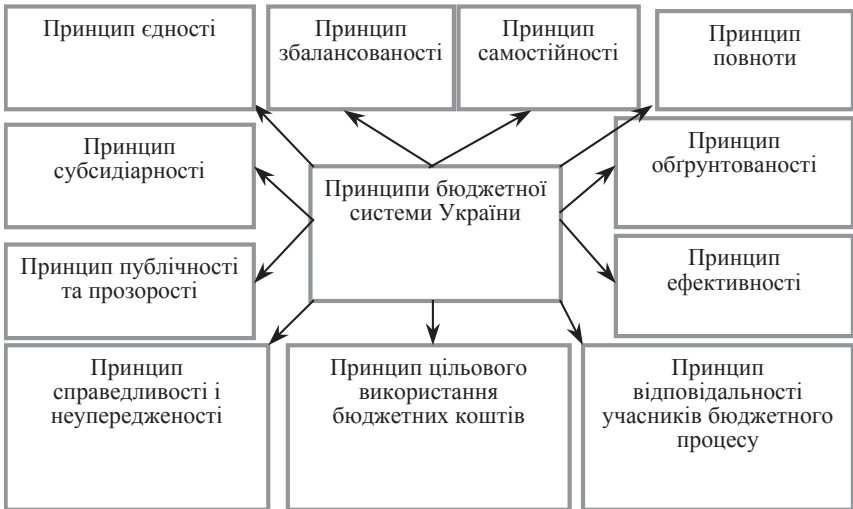 Принцип єдності
Принцип
збалансованості
Принцип
самостійності
Принцип
повноти
Принцип
субсидіарності
Принципи бюджетної
системи України
Принцип
обґрунтованості
Принцип публічності
та прозорості
Принцип
ефективності
Принцип
справедливості і
неупередженості
Принцип цільового
використання
бюджетних коштів
Принцип
відповідальності
учасників бюджетного
процесу